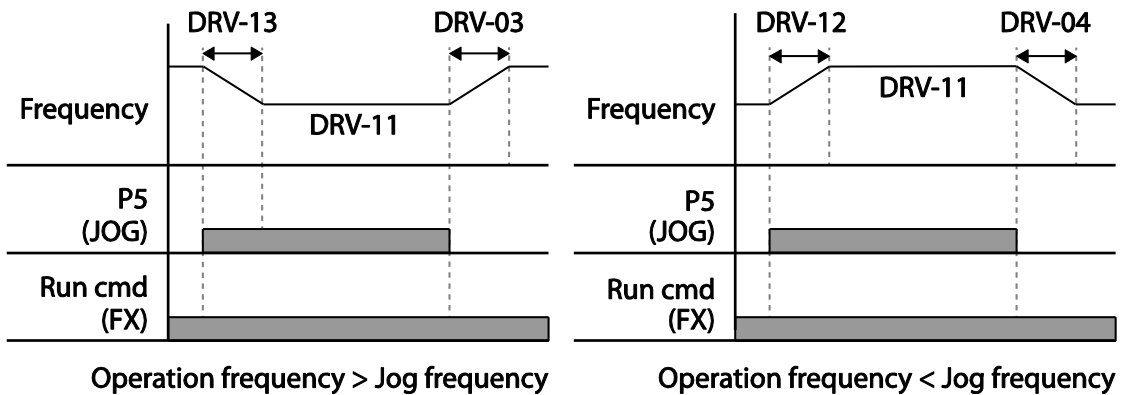 DRV-13
DRV-03
Frequency
DRV-11
P5
(JOG)
Run cmd
(FX)
Operation frequency > Jog frequency
DRV-12
DRV-04
Frequency
DRV-11
P5
(JOG)
Run cmd
(FX)
Operation frequency < Jog frequency